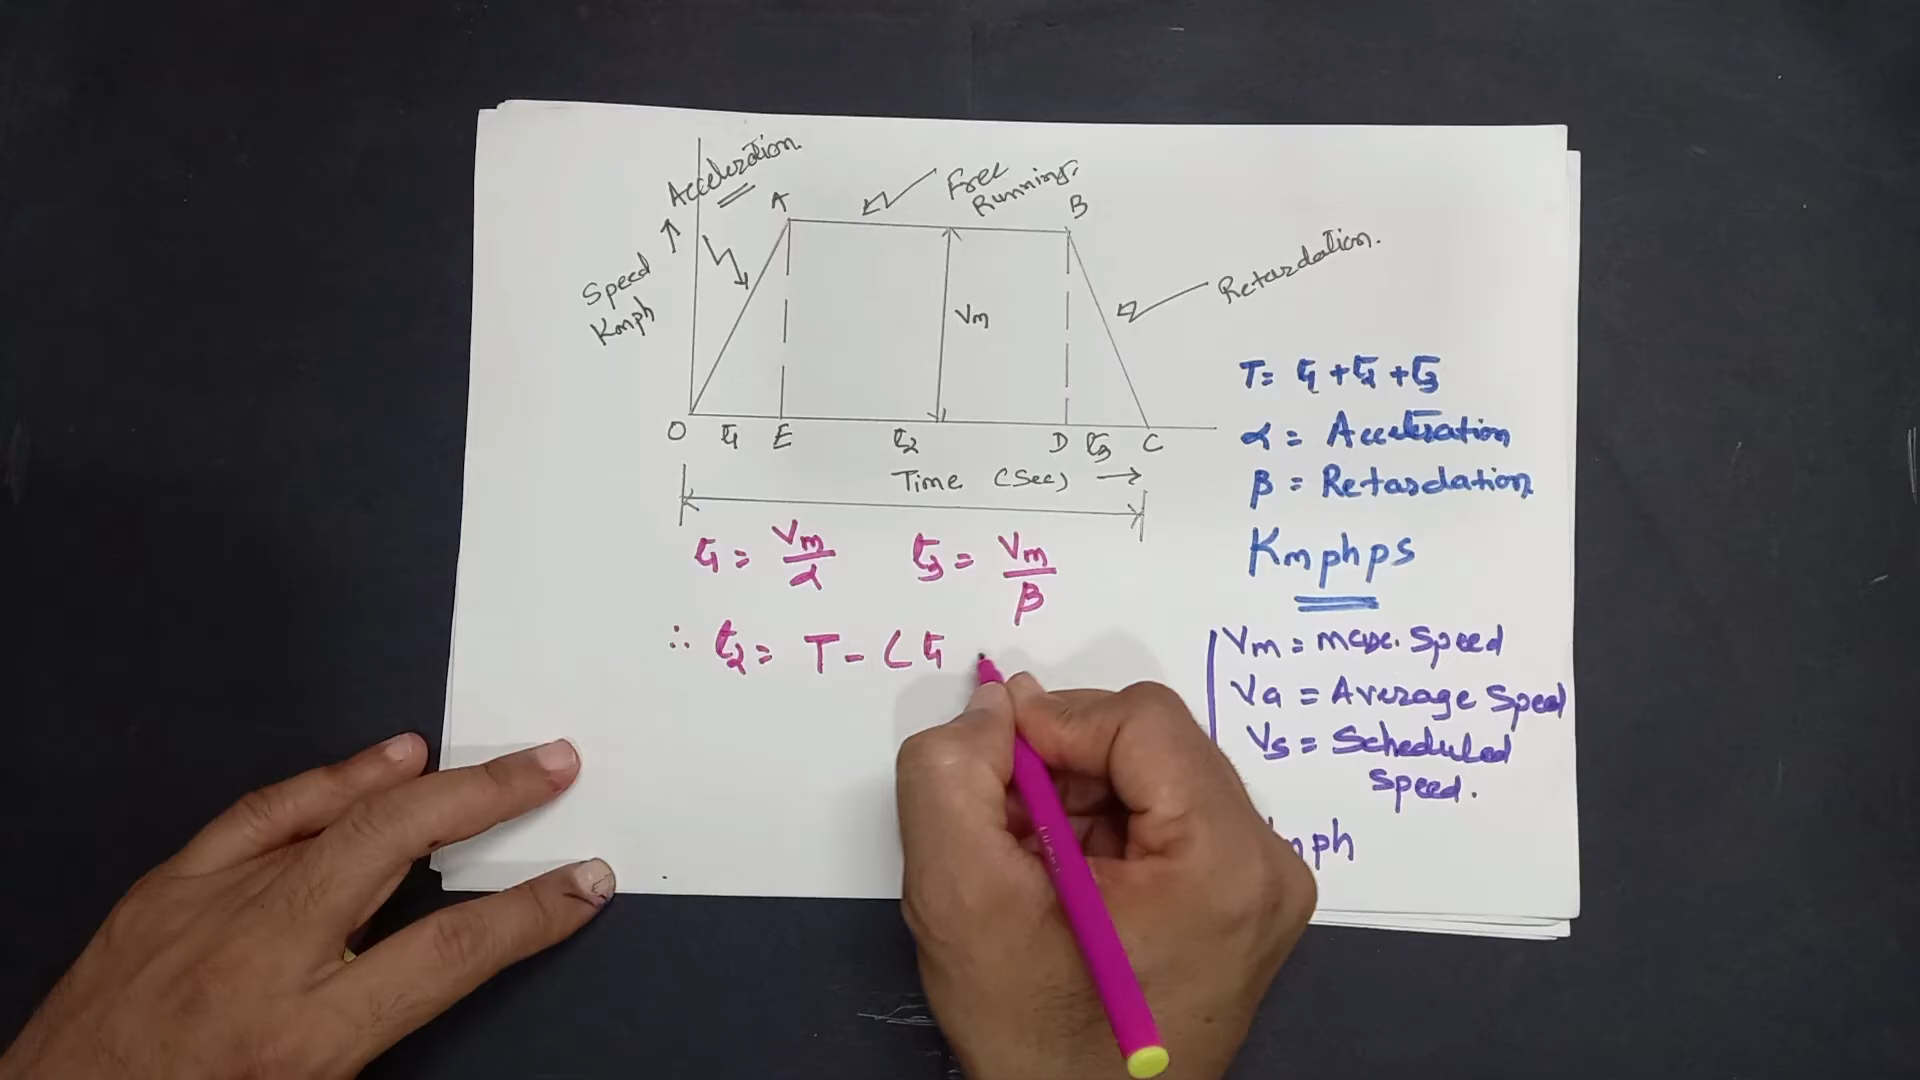 Acceleration
Free
Running.
A
B
Speed
Kmph
Retardation.
Vm
O t1 E t2 D t3 C
Time (Sec) →
T = t1 + t2 + t3
α = Acceleration
β = Retardation
Kmphps
t1 = Vm/α t3 = Vm/β
∴ t2 = T - ( t1
Vm = max. Speed
Va = Average Speed
Vs = Scheduled
Speed.
mph